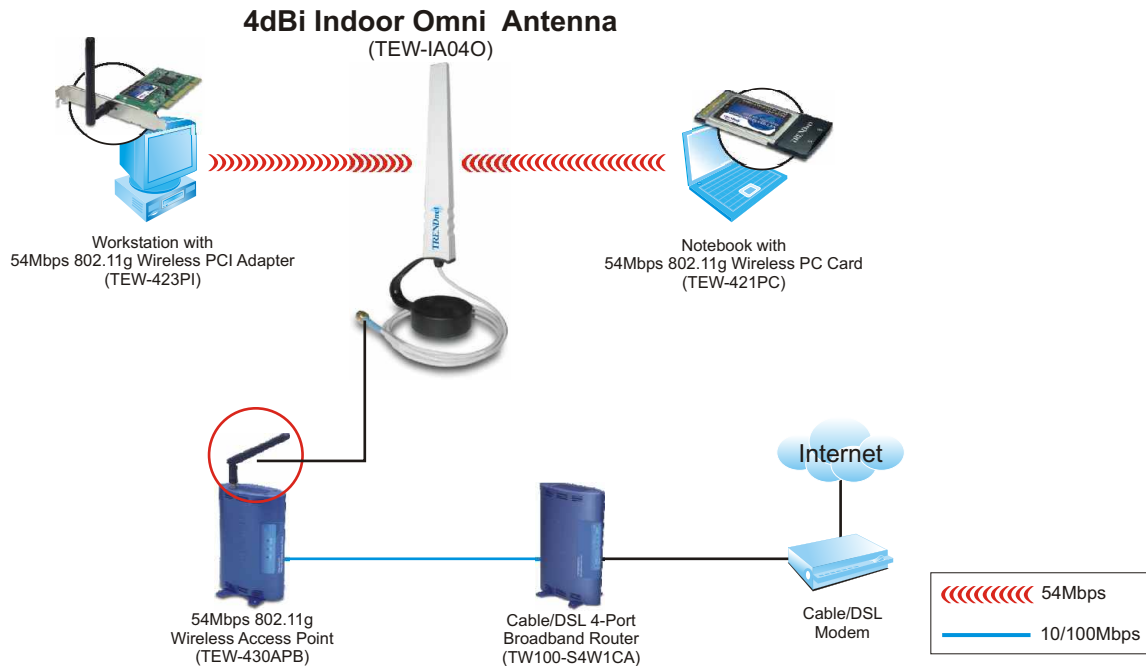 4dBi Indoor Omni Antenna
(TEW-IA04O)
TRENDnet
Workstation with
54Mbps 802.11g Wireless PCI Adapter
(TEW-423PI)
Notebook with
54Mbps 802.11g Wireless PC Card
(TEW-421PC)
TRENDnet
Internet
54Mbps 802.11g
Wireless Access Point
(TEW-430APB)
Cable/DSL 4-Port
Broadband Router
(TW100-S4W1CA)
Cable/DSL
Modem
54Mbps
10/100Mbps